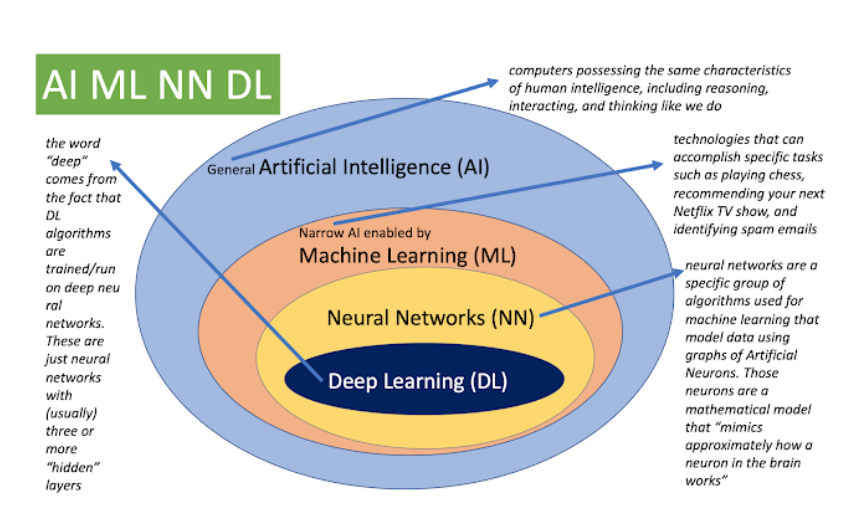 AI ML NN DL
computers possessing the same characteristics
of human intelligence, including reasoning,
interacting, and thinking like we do
the word
“deep”
comes from
the fact that
DL
algorithms
are
trained/run
on deep neu
ral
networks.
These are
just neural
networks
with
(usually)
three or
more
“hidden”
layers
General Artificial Intelligence (AI)
technologies that can
accomplish specific tasks
such as playing chess,
recommending your next
Netflix TV show, and
identifying spam emails
Narrow AI enabled by
Machine Learning (ML)
neural networks are a
specific group of
algorithms used for
machine learning that
model data using
graphs of Artificial
Neurons. Those
neurons are a
mathematical model
that “mimics
approximately how a
neuron in the brain
works”
Neural Networks (NN)
Deep Learning (DL)